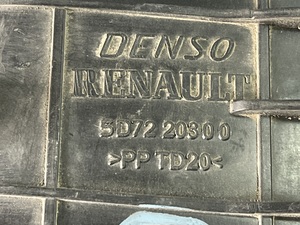 DENSO
RENAULT
5D72 20300
>PP TD20<